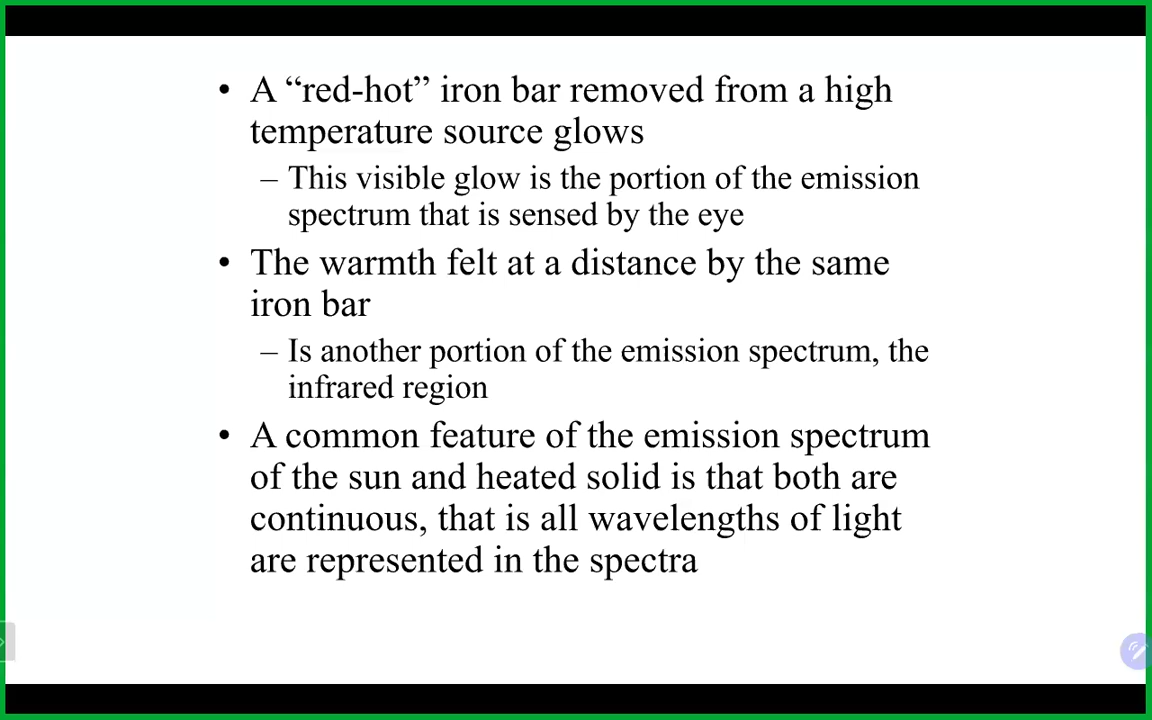 • A “red-hot” iron bar removed from a high
temperature source glows
– This visible glow is the portion of the emission
spectrum that is sensed by the eye
• The warmth felt at a distance by the same
iron bar
– Is another portion of the emission spectrum, the
infrared region
• A common feature of the emission spectrum
of the sun and heated solid is that both are
continuous, that is all wavelengths of light
are represented in the spectra